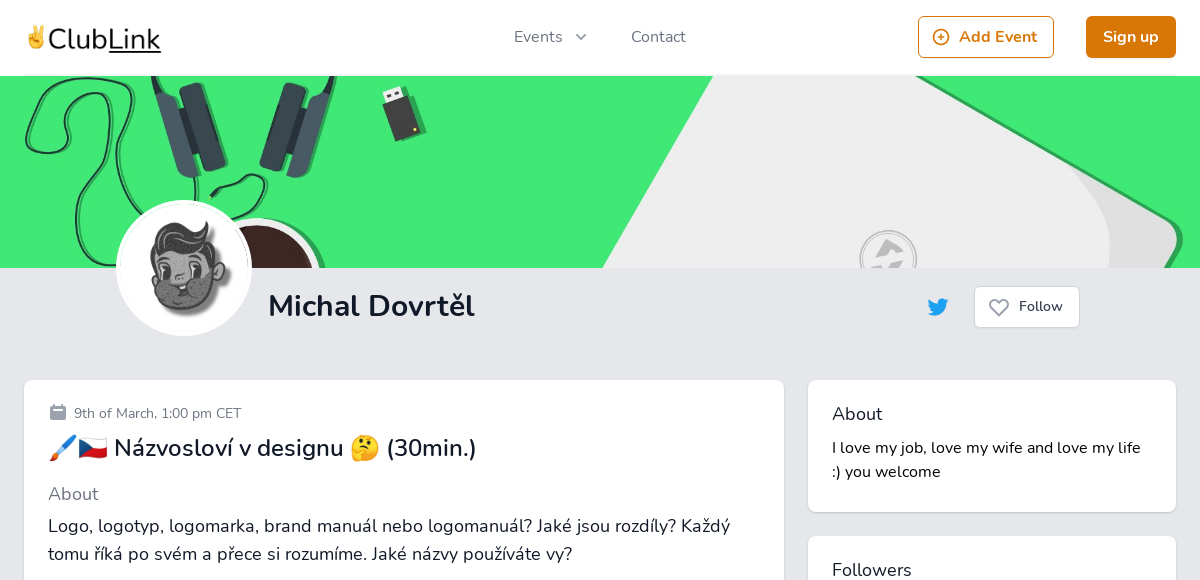 ✌️ClubLink
Events
Contact
Add Event
Sign up
Michal Dovrtěl
Follow
9th of March, 1:00 pm CET
🖌️🇨🇿 Názvosloví v designu 🤔 (30min.)
About
Logo, logotyp, logomarka, brand manuál nebo logomanuál? Jaké jsou rozdíly? Každý
tomu říká po svém a přece si rozumíme. Jaké názvy používáte vy?
About
I love my job, love my wife and love my life
:) you welcome
Followers